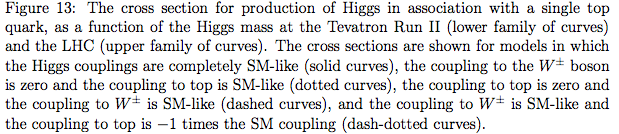 Figure 13: The cross section for production of Higgs in association with a single top
quark, as a function of the Higgs mass at the Tevatron Run II (lower family of curves)
and the LHC (upper family of curves). The cross sections are shown for models in which
the Higgs couplings are completely SM-like (solid curves), the coupling to the W± boson
is zero and the coupling to top is SM-like (dotted curves), the coupling to top is zero and
the coupling to W± is SM-like (dashed curves), and the coupling to W± is SM-like and
the coupling to top is −1 times the SM coupling (dash-dotted curves).